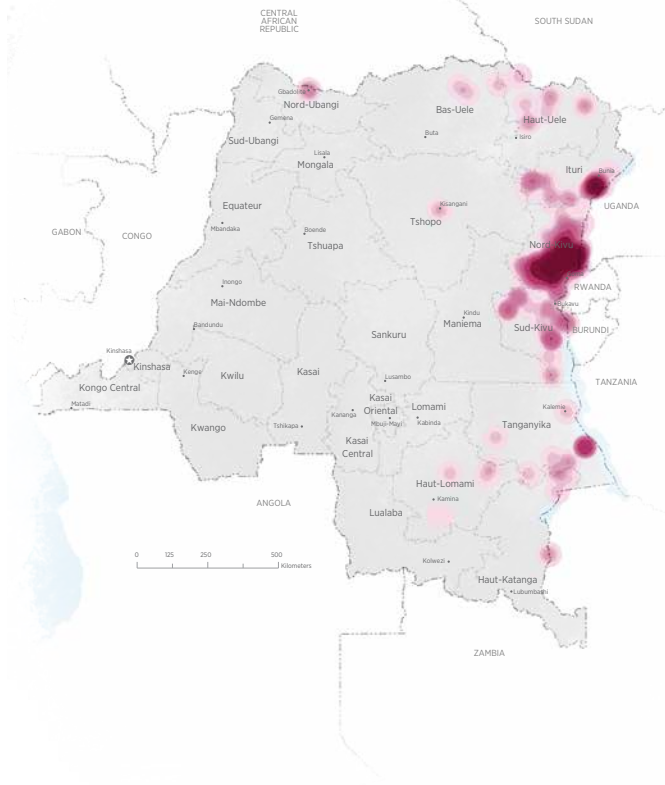 CENTRAL
AFRICAN
REPUBLIC
SOUTH SUDAN
Gbadolite
Nord-Ubangi
Bas-Uele
Gemena
Haut-Uele
Sud-Ubangi
Buta
Isiro
Lisala
Mongala
Ituri
Bunia
Equateur
Kisangani
UGANDA
Tshopo
Mbandaka
GABON
CONGO
Boende
Tshuapa
Nord-Kivu
Inongo
RWANDA
Mai-Ndombe
Bukavu
Kindu
Maniema
Bandundu
Sud-Kivu
BURUNDI
Sankuru
Kinshasa
Kinshasa
Kenge
Kwilu
Kasai
Lusambo
TANZANIA
Kongo Central
Kasai
Oriental
Matadi
Lomami
Kalemie
Kananga
Mbuji-Mayi
Kabinda
Kwango
Tshikapa
Tanganyika
Kasai
Central
Haut-Lomami
ANGOLA
Kamina
Lualaba
0 125 250 500
Kilometers
Kolwezi
Haut-Katanga
Lubumbashi
ZAMBIA